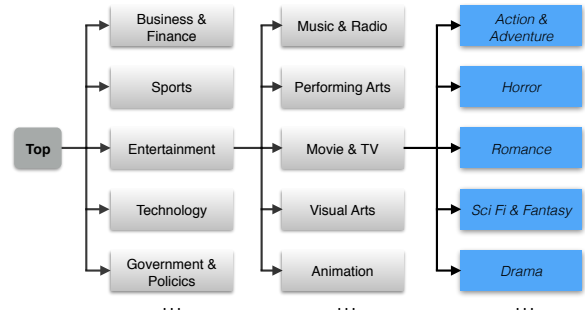 Top
Business &
Finance
Sports
Entertainment
Technology
Government &
Policics
...
Music & Radio
Performing Arts
Movie & TV
Visual Arts
Animation
...
Action &
Adventure
Horror
Romance
Sci Fi & Fantasy
Drama
...